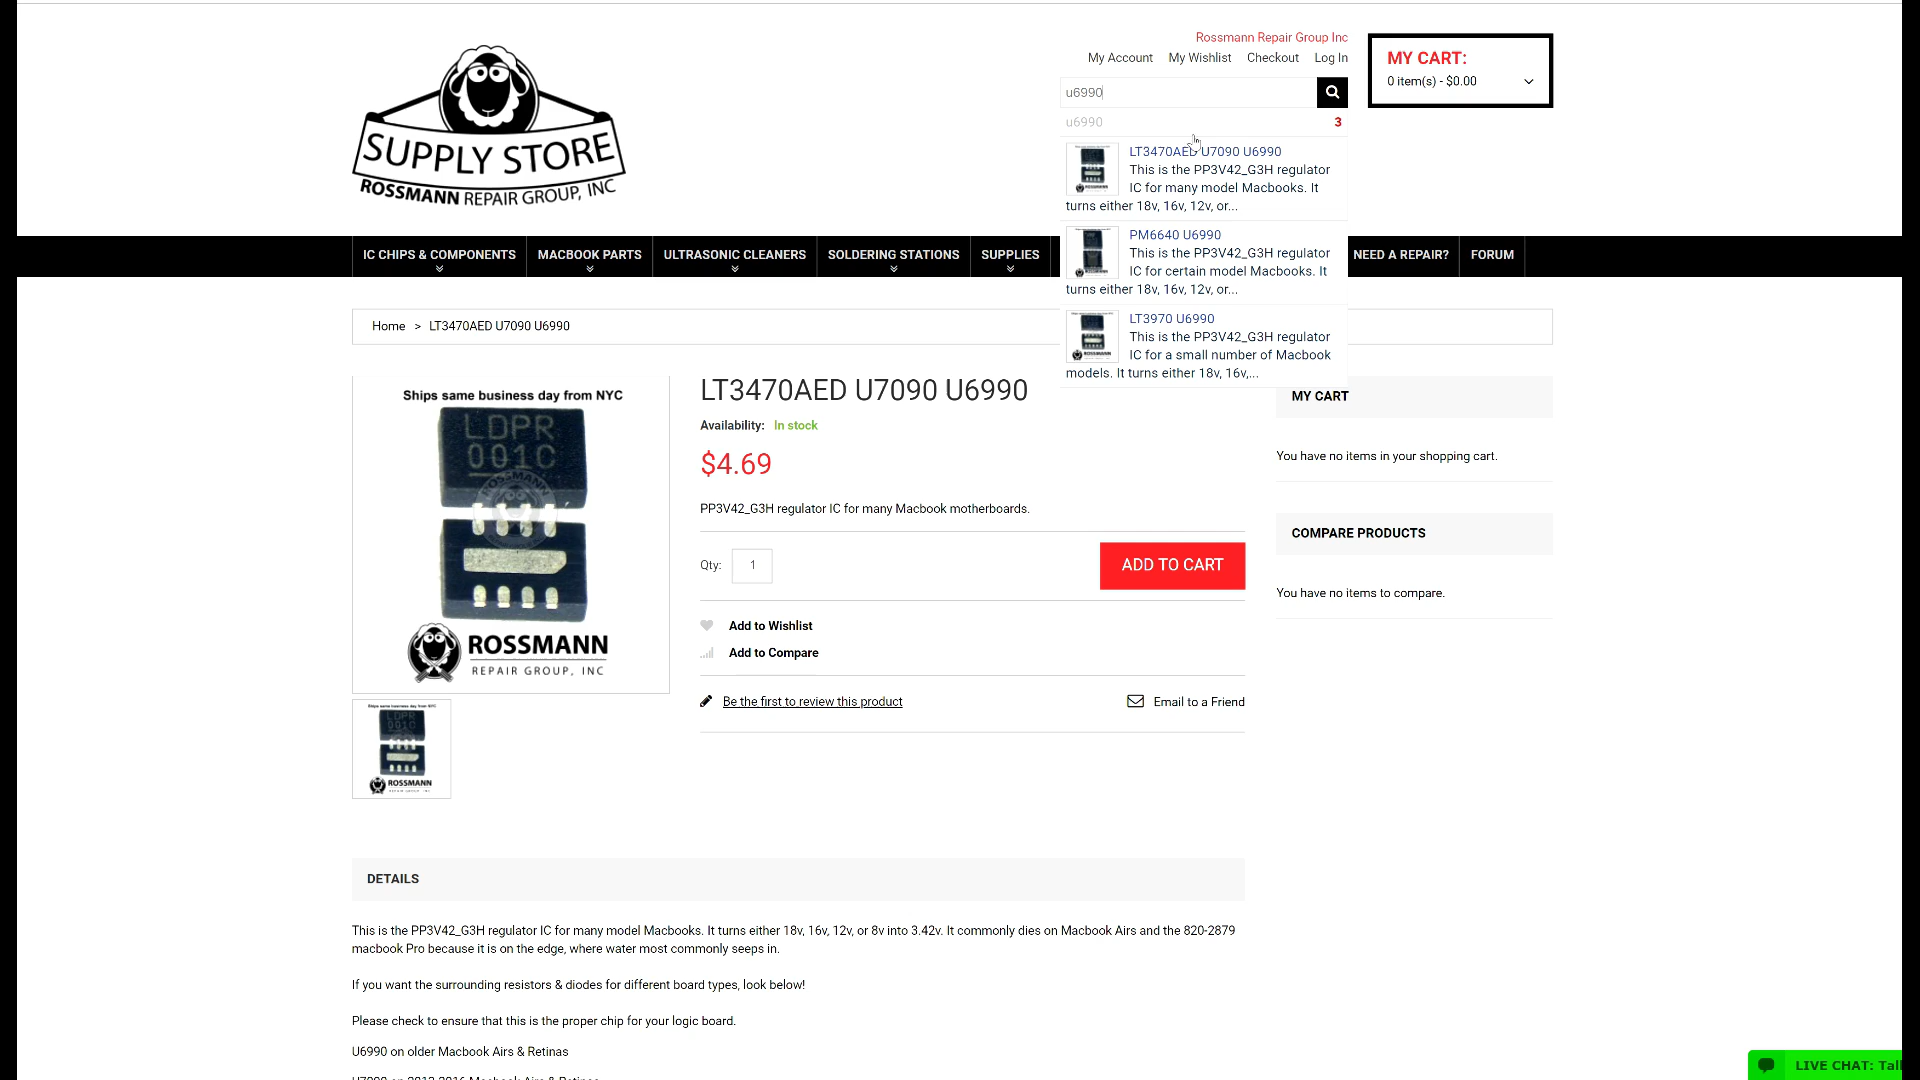 Rossmann Repair Group Inc
My Account My Wishlist Checkout Log In
MY CART:
0 item(s) - $0.00
u6990
u6990 3
LT3470AED U7090 U6990
This is the PP3V42_G3H regulator
IC for many model Macbooks. It
turns either 18v, 16v, 12v, or...
PM6640 U6990
This is the PP3V42_G3H regulator
IC for certain model Macbooks. It
turns either 18v, 16v, 12v, or...
LT3970 U6990
This is the PP3V42_G3H regulator
IC for a small number of Macbook
models. It turns either 18v, 16v,...
SUPPLY STORE
ROSSMANN REPAIR GROUP, INC
IC CHIPS & COMPONENTS MACBOOK PARTS ULTRASONIC CLEANERS SOLDERING STATIONS SUPPLIES NEED A REPAIR? FORUM
Home > LT3470AED U7090 U6990
Ships same business day from NYC
LDPR
001C
ROSSMANN
ROSSMANN
REPAIR GROUP, INC
LT3470AED U7090 U6990
Availability: In stock
$4.69
PP3V42_G3H regulator IC for many Macbook motherboards.
Qty: 1 ADD TO CART
Add to Wishlist
Add to Compare
Be the first to review this product Email to a Friend
MY CART
You have no items in your shopping cart.
COMPARE PRODUCTS
You have no items to compare.
Ships same business day from NYC
LDPR
001C
ROSSMANN
DETAILS
This is the PP3V42_G3H regulator IC for many model Macbooks. It turns either 18v, 16v, 12v, or 8v into 3.42v. It commonly dies on Macbook Airs and the 820-2879
macbook Pro because it is on the edge, where water most commonly seeps in.
If you want the surrounding resistors & diodes for different board types, look below!
Please check to ensure that this is the proper chip for your logic board.
U6990 on older Macbook Airs & Retinas
LIVE CHAT: